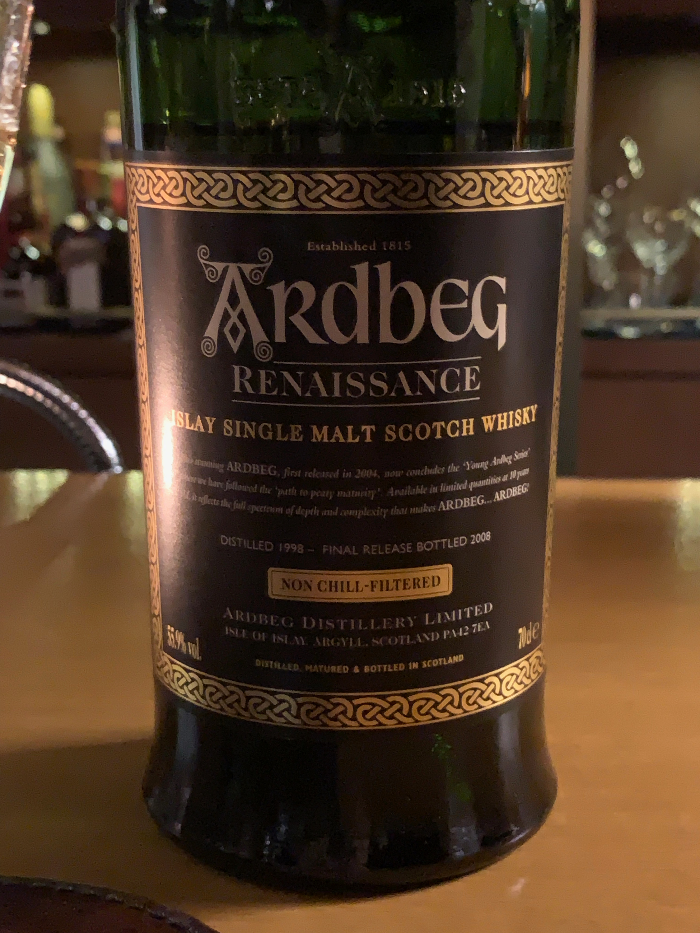 1815
Established 1815
ARdbEG
RENAISSANCE
ISLAY SINGLE MALT SCOTCH WHISKY
stunning ARDBEG, first released in 2004, now concludes the 'Young Ardbeg Series'
we have followed the 'path to peaty maturity'. Available in limited quantities at 10 years
it reflects the full spectrum of depth and complexity that makes ARDBEG... ARDBEG!
DISTILLED 1998 – FINAL RELEASE BOTTLED 2008
NON CHILL-FILTERED
ARDBEG DISTILLERY LIMITED
ISLE OF ISLAY, ARGYLL, SCOTLAND PA42 7EA
55.9% vol. 70cl e
DISTILLED, MATURED & BOTTLED IN SCOTLAND